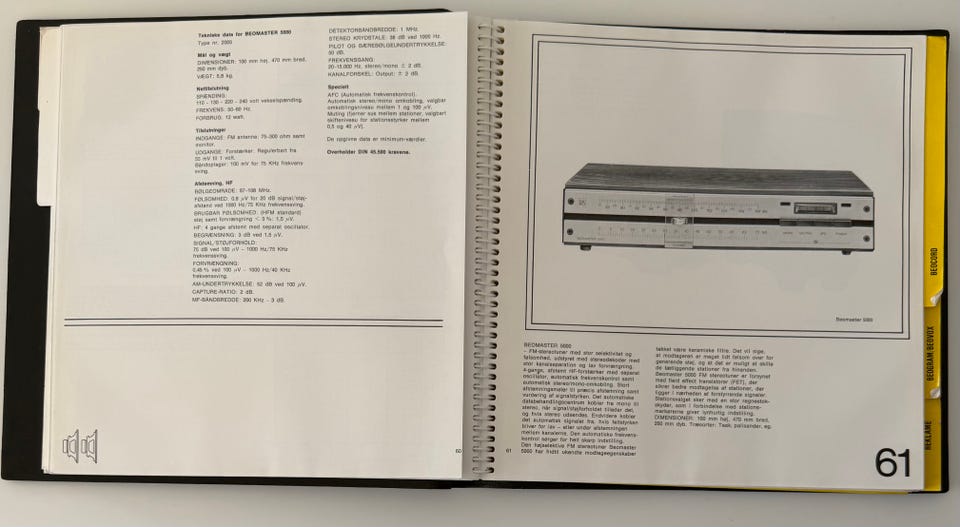 Tekniske data for BEOMASTER 5000
Type nr. 2300
Mål og vægt
DIMENSIONER: 100 mm høj, 470 mm bred,
250 mm dyb.
VÆGT: 5,8 kg.
Nettilslutning
SPÆNDING:
110 - 130 - 220 - 240 volt vekselspænding.
FREKVENS: 50-60 Hz.
FORBRUG: 12 watt.
Tilslutninger
INDGANGE: FM antenne: 75-300 ohm samt
monitor.
UDGANGE: Forstærker: Regulerbart fra
50 mV til 1 volt.
Båndoptager: 100 mV for 75 KHz frekvens-
sving.
Afstemning, HF
BØLGEOMRÅDE: 87-108 MHz.
FØLSOMHED: 0,8 µV for 20 dB signal/støj-
afstand ved 1000 Hz/75 KHz frekvenssving.
BRUGBAR FØLSOMHED: (IHFM standard)
støj samt forvrængning < 3 %: 1,5 µV.
HF: 4 gange afstemt med separat oscillator.
BEGRÆNSNING: 3 dB ved 1,5 µV.
SIGNAL/STØJFORHOLD:
75 dB ved 100 µV - 1000 Hz/75 KHz
frekvenssving.
FORVRÆNGNING:
0,45 % ved 100 µV - 1000 Hz/40 KHz
frekvenssving.
AM-UNDERTRYKKELSE: 52 dB ved 100 µV.
CAPTURE-RATIO: 2 dB.
MF-BÅNDBREDDE: 200 KHz - 3 dB.
DETEKTORBÅNDBREDDE: 1 MHz.
STEREO KRYDSTALE: 38 dB ved 1000 Hz.
PILOT OG BÆREBØLGEUNDERTRYKKELSE:
50 dB.
FREKVENSGANG:
20-13.000 Hz, stereo/mono ± 2 dB.
KANALFORSKEL: Output: ± 2 dB.
Specielt
AFC (Automatisk frekvenskontrol).
Automatisk stereo/mono omkobling, valgbar
omkoblingsniveau mellem 1 og 100 µV.
Muting (fjerner sus mellem stationer, valgbart
skifteniveau for stationsstyrker mellem
0,5 og 40 µV).
De opgivne data er minimum-værdier.
Overholder DIN 45.500 kravene.
60
Beomaster 5000
BEOMASTER 5000
- FM-stereotuner med stor selektivitet og
følsomhed, udstyret med stereodekoder med
stor kanalseparation og lav forvrængning.
4-gange, afstemt HF-forstærker med separat
oscillator, automatisk frekvenskontrol samt
automatisk stereo/mono-omkobling. Stort
afstemningsmeter til præcis afstemning samt
vurdering af signalstyrken. Det automatiske
databehandlingscentrum kobler fra mono til
stereo, når signal/støjforholdet tillader det,
og hvis stereo udsendes. Endvidere kobler
det automatisk signalet fra, hvis feltstyrken
bliver for lav - eller under afstemningen
mellem kanalerne. Den automatiske frekvens-
kontrol sørger for helt skarp indstilling.
Den højselektive FM stereotuner Beomaster
5000 har hidtil ukendte modtageegenskaber
takket være keramiske filtre. Det vil sige,
at modtageren er meget lidt følsom over for
generende støj, og at det er muligt at skille
de tætliggende stationer fra hinanden.
Beomaster 5000 FM stereotuner er forsynet
med field effect transistorer (FET), der
sikrer bedre modtagelse af stationer, der
ligger i nærheden af forstyrrende signaler.
Stationsvalget sker med en stor regnestok-
skyder, som i forbindelse med stations-
markørerne giver lynhurtig indstilling.
DIMENSIONER: 100 mm høj, 470 mm bred,
250 mm dyb. Træsorter: Teak, palisander, eg.
61
61
BEOCORD
BEOGRAM/BEOVOX
REKLAME